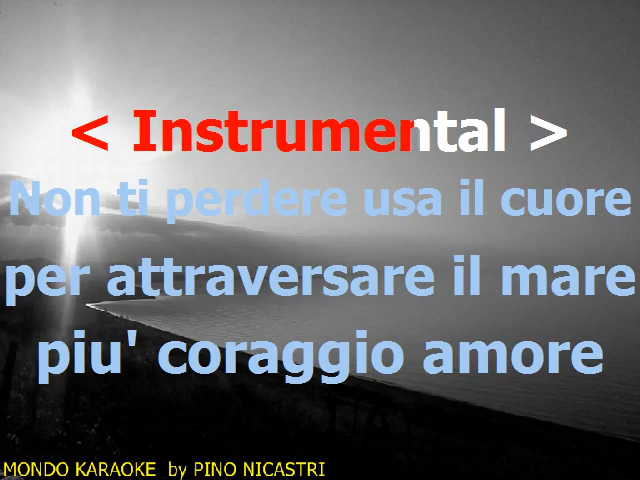 < Instrumental >
Non ti perdere usa il cuore
per attraversare il mare
piu' coraggio amore
MONDO KARAOKE by PINO NICASTRI